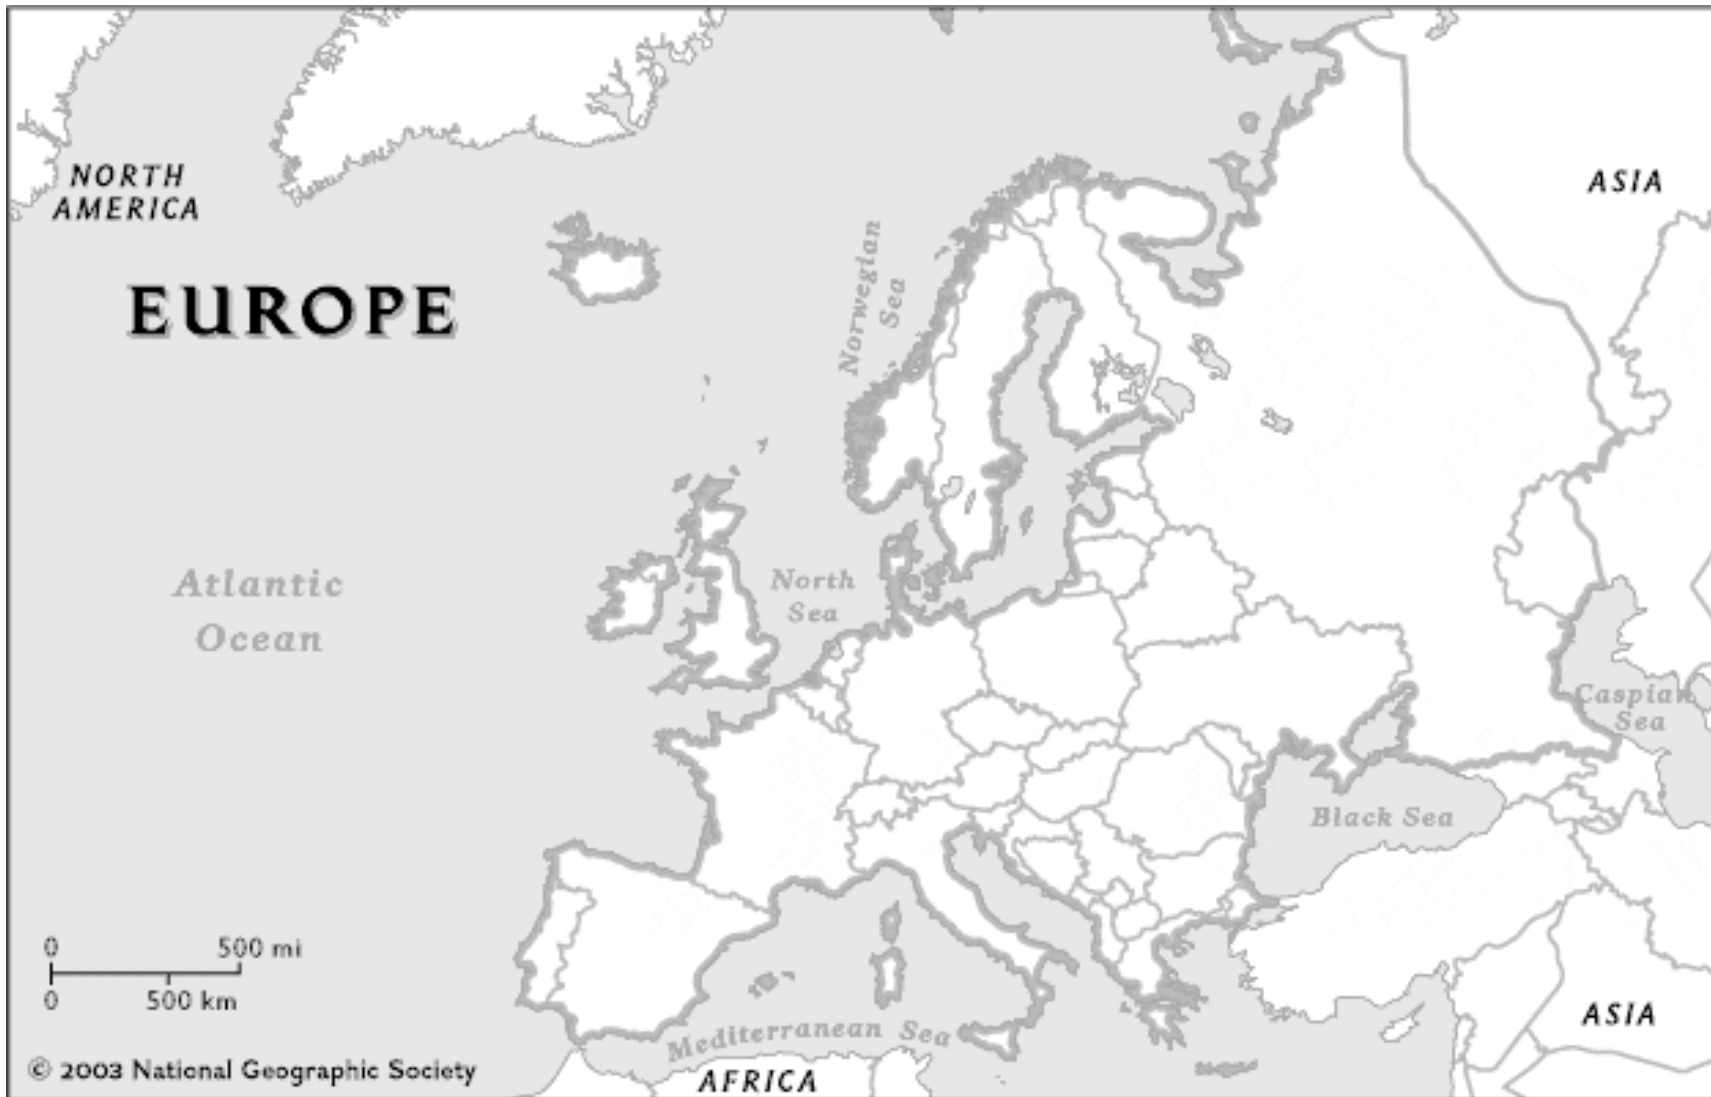 NORTH
AMERICA
ASIA
EUROPE
Norwegian
Sea
Atlantic
Ocean
North
Sea
Caspian
Sea
Black Sea
0 500 mi
0 500 km
Mediterranean Sea
ASIA
© 2003 National Geographic Society
AFRICA